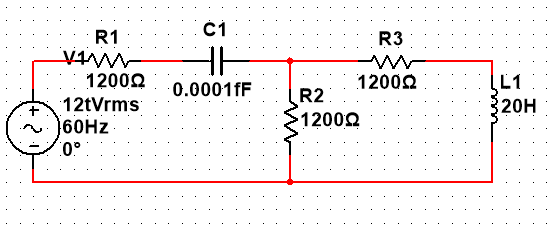 C1
R1
R3
V1
1200Ω
0.0001fF
1200Ω
L1
20H
R2
1200Ω
12tVrms
60Hz
0°